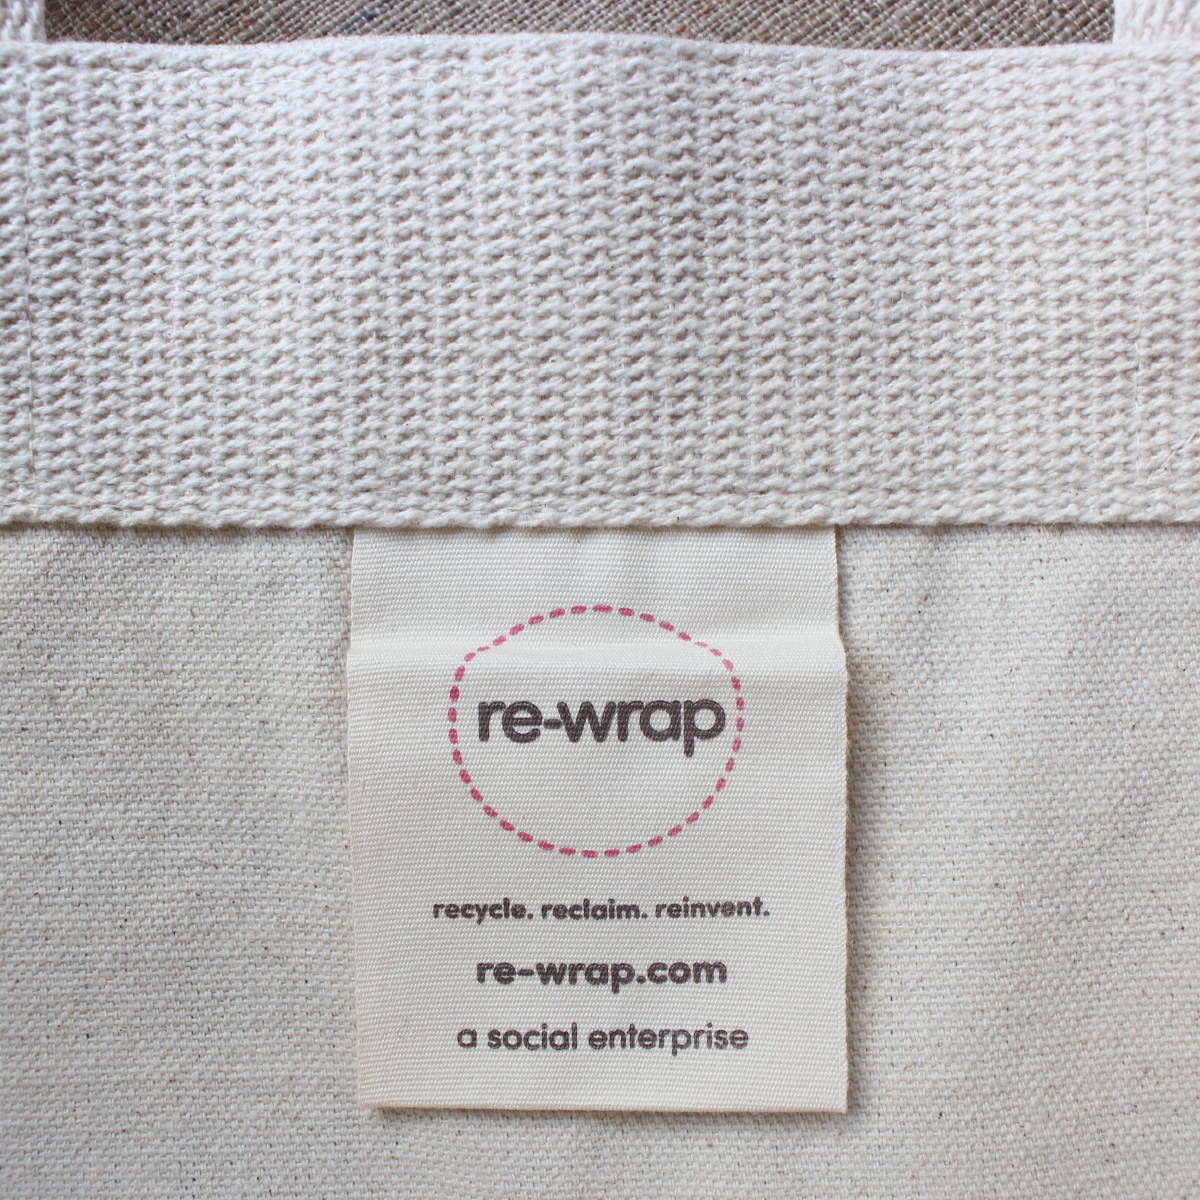 re-wrap
recycle. reclaim. reinvent.
re-wrap.com
a social enterprise